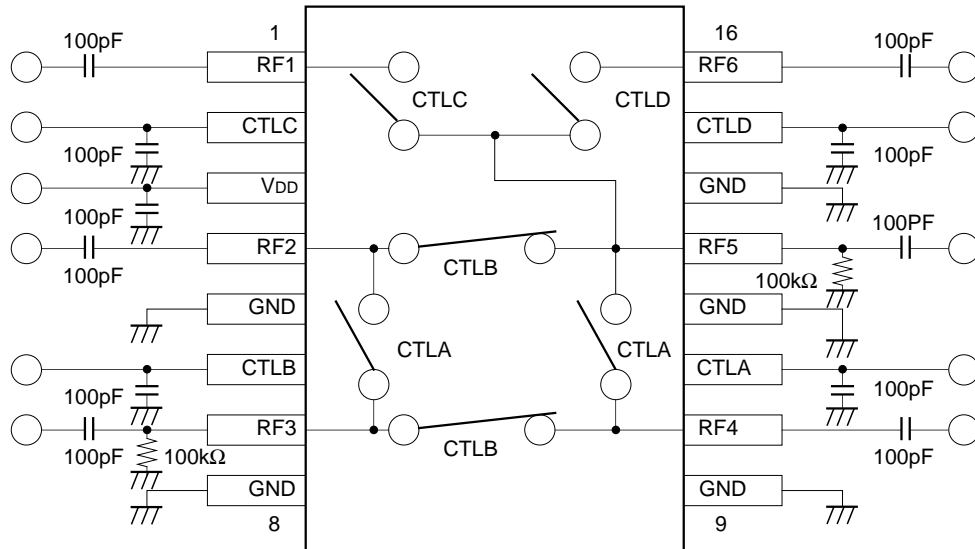 1
16
100pF
RF1
RF6
100pF
CTLC
CTLD
CTLC
CTLD
100pF
100pF
VDD
GND
100pF
100PF
RF2
RF5
100pF
CTLB
100kΩ
GND
GND
CTLA
CTLA
CTLB
CTLA
100pF
100pF
RF3
RF4
100pF
100kΩ
CTLB
100pF
GND
GND
8
9